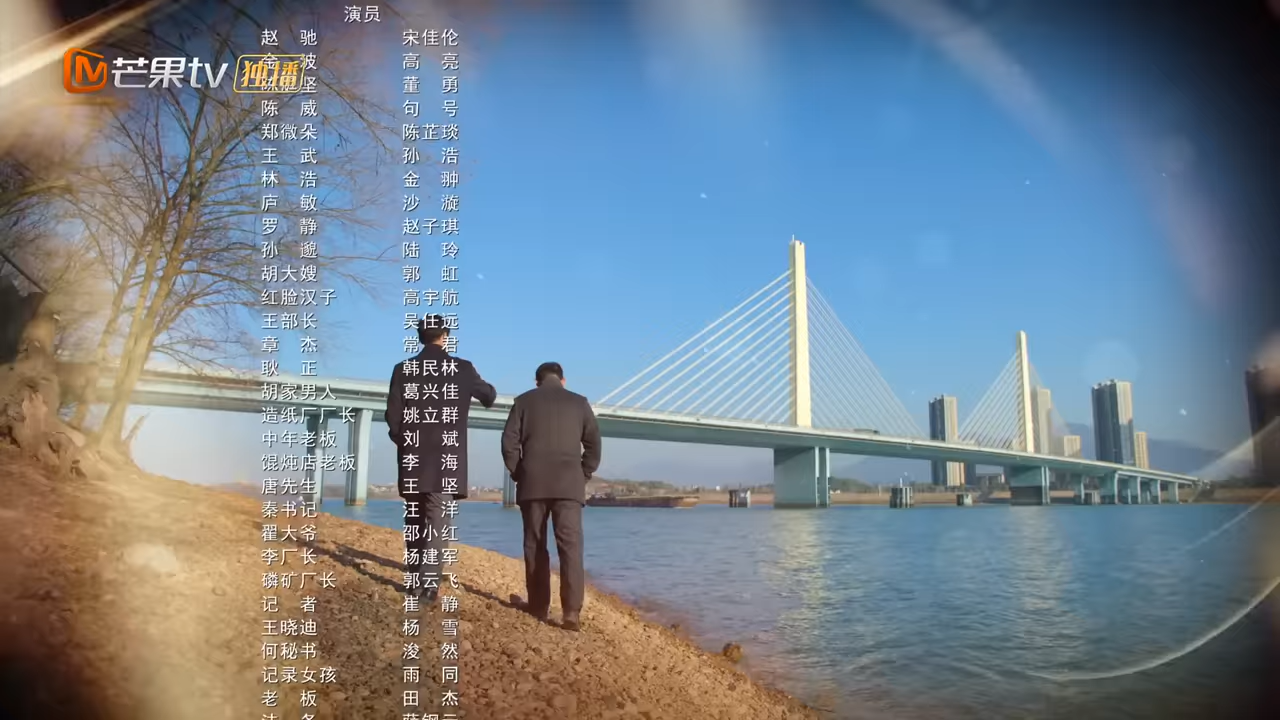 演员
赵 驰 宋佳伦
金 波 高 亮
芒果tv 独播
坚 董 勇
陈 威 句 号
郑微朵 陈芷琰
王 武 孙 浩
林 浩 金 翀
庐 敏 沙 漩
罗 静 赵子琪
孙 邈 陆 玲
胡大嫂 郭 虹
红脸汉子 高宇航
王部长 吴任远
章 杰 常 君
耿 正 韩民林
胡家男人 葛兴佳
造纸厂厂长 姚立群
中年老板 刘 斌
馄炖店老板 李 海
唐先生 王 坚
秦书记 汪 洋
翟大爷 邵小红
李厂长 杨建军
磷矿厂长 郭云飞
记 者 崔 静
王晓迪 杨 雪
何秘书 浚 然
记录女孩 雨 同
老 板 田 杰